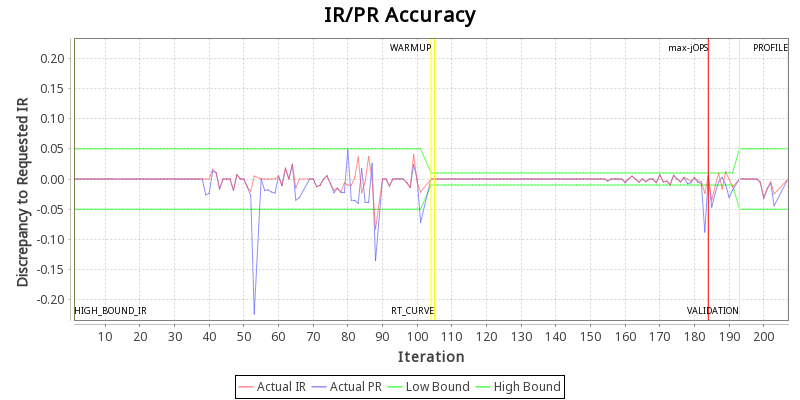 IR/PR Accuracy
Discrepancy to Requested IR
0.20
0.15
0.10
0.05
0.00
-0.05
-0.10
-0.15
-0.20
WARMUP
max-jOPS
PROFILE
HIGH_BOUND_IR
RT_CURVE
VALIDATION
10 20 30 40 50 60 70 80 90 100 110 120 130 140 150 160 170 180 190 200
Iteration
Actual IR Actual PR Low Bound High Bound